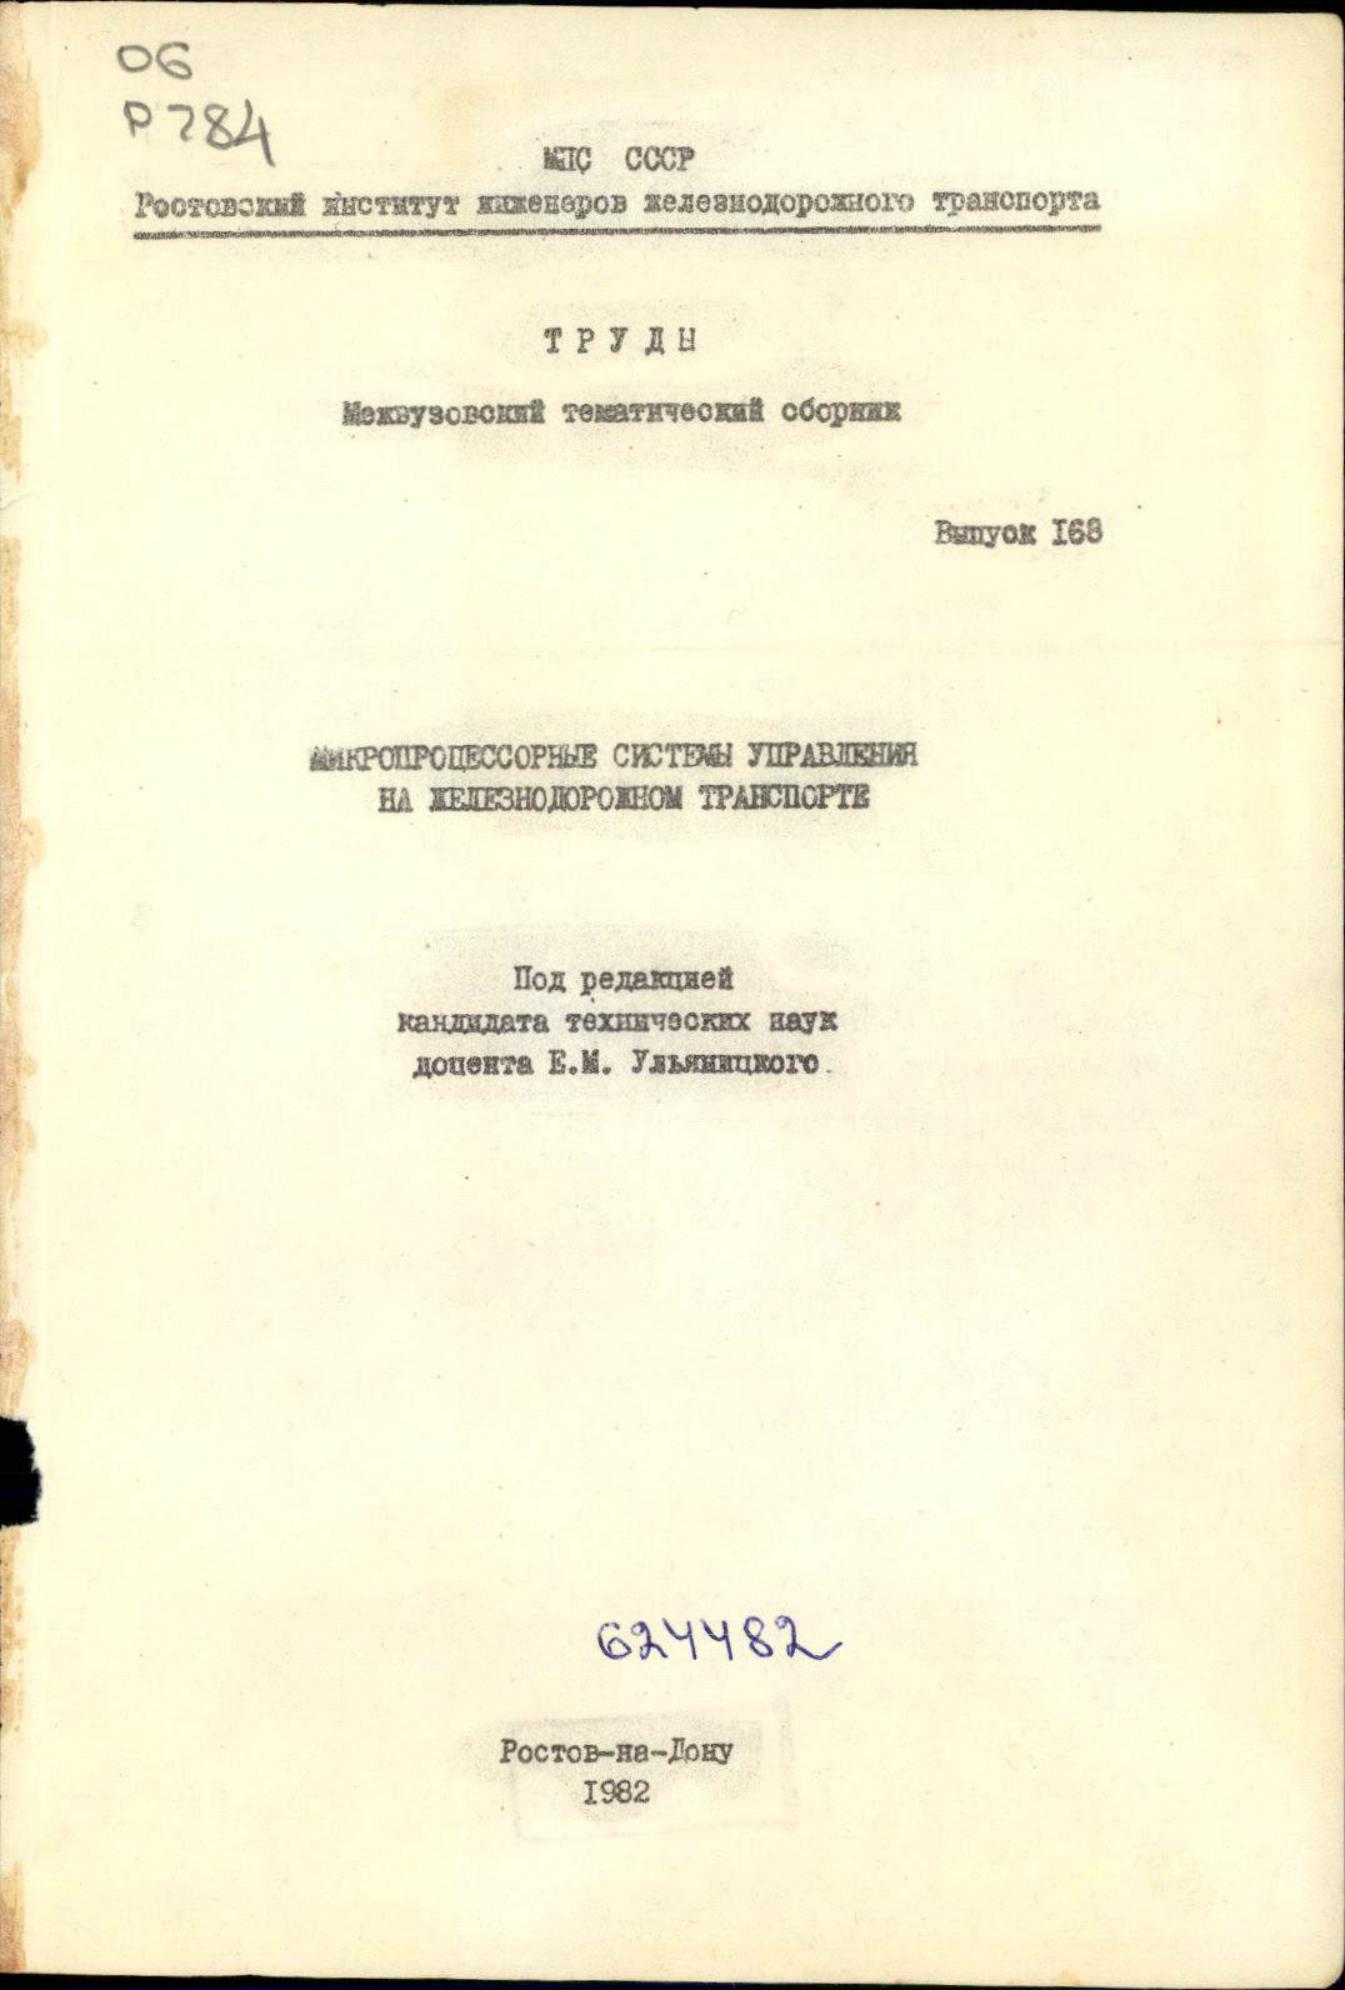 06
Р784
МПС СССР
Ростовский институт инженеров железнодорожного транспорта
ТРУДЫ
Межвузовский тематический сборник
Выпуск 168
МИКРОПРОЦЕССОРНЫЕ СИСТЕМЫ УПРАВЛЕНИЯ
НА ЖЕЛЕЗНОДОРОЖНОМ ТРАНСПОРТЕ
Под редакцией
кандидата технических наук
доцента Е.М. Ульяницкого
624482
Ростов-на-Дону
1982